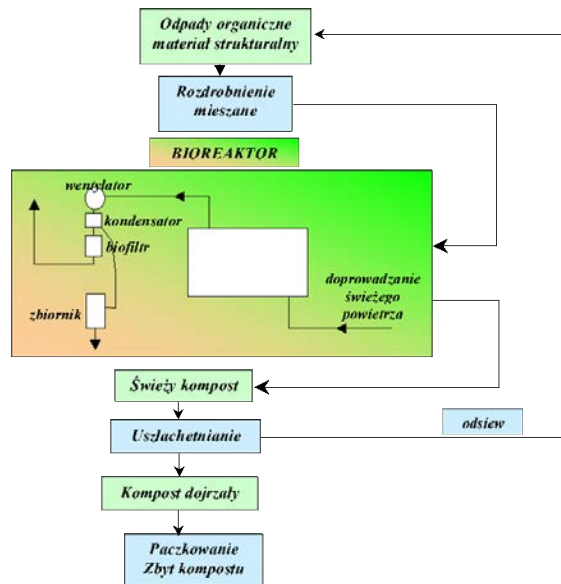 Odpady organiczne
materiał strukturalny
Rozdrobnienie
mieszane
BIOREAKTOR
wentylator
kondensator
biofiltr
zbiornik
doprowadzanie
świeżego
powietrza
Świeży kompost
Uszlachetnianie
odsiew
Kompost dojrzały
Paczkowanie
Zbyt kompostu